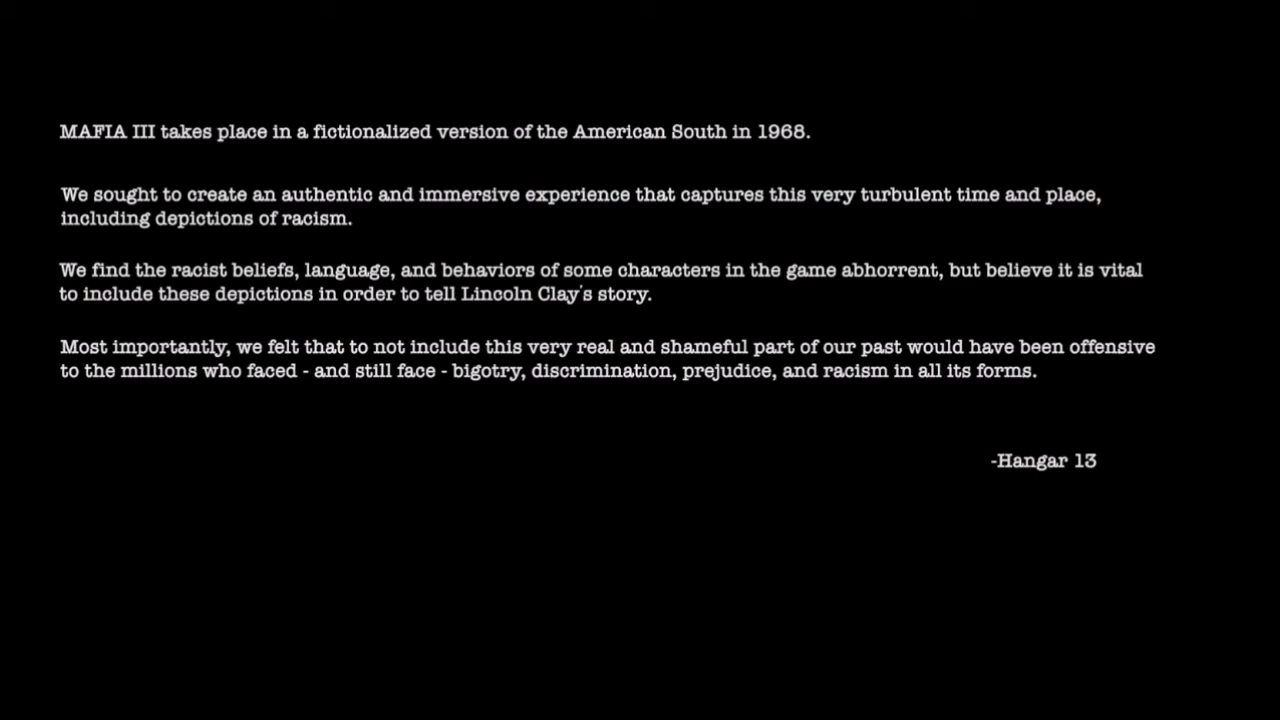 MAFIA III takes place in a fictionalized version of the American South in 1968.
We sought to create an authentic and immersive experience that captures this very turbulent time and place,
including depictions of racism.
We find the racist beliefs, language, and behaviors of some characters in the game abhorrent, but believe it is vital
to include these depictions in order to tell Lincoln Clay's story.
Most importantly, we felt that to not include this very real and shameful part of our past would have been offensive
to the millions who faced - and still face - bigotry, discrimination, prejudice, and racism in all its forms.
-Hangar 13